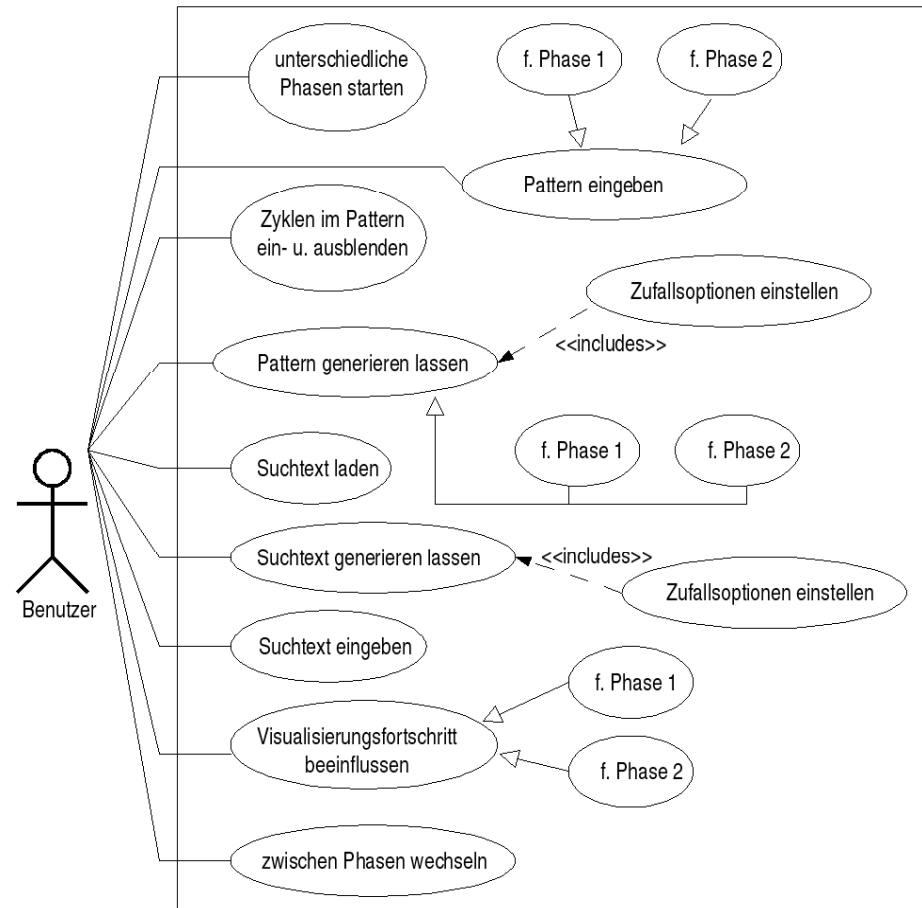 unterschiedliche
Phasen starten
f. Phase 1
f. Phase 2
Pattern eingeben
Zyklen im Pattern
ein- u. ausblenden
Zufallsoptionen einstellen
<<includes>>
Pattern generieren lassen
f. Phase 1
f. Phase 2
Suchtext laden
Suchtext generieren lassen
<<includes>>
Zufallsoptionen einstellen
Benutzer
Suchtext eingeben
f. Phase 1
Visualisierungsfortschritt
beeinflussen
f. Phase 2
zwischen Phasen wechseln